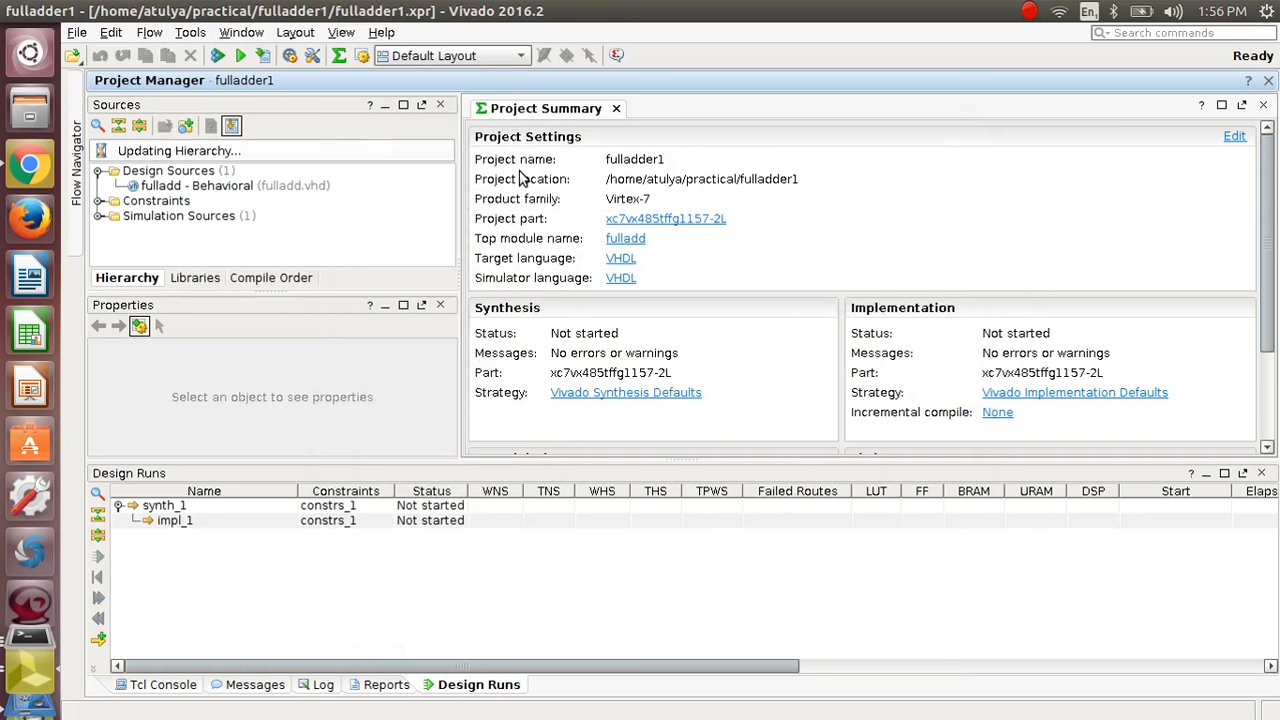 fulladder1 - [/home/atulya/practical/fulladder1/fulladder1.xpr] - Vivado 2016.2
En
1:56 PM
File Edit Flow Tools Window Layout View Help
Search commands
Default Layout
Ready
Project Manager - fulladder1
Sources
Updating Hierarchy...
Design Sources (1)
fulladd - Behavioral (fulladd.vhd)
Constraints
Simulation Sources (1)
Hierarchy Libraries Compile Order
Properties
Select an object to see properties
Flow Navigator
Project Summary
Project Settings
Edit
Project name: fulladder1
Project location: /home/atulya/practical/fulladder1
Product family: Virtex-7
Project part: xc7vx485tffg1157-2L
Top module name: fulladd
Target language: VHDL
Simulator language: VHDL
Synthesis
Status: Not started
Messages: No errors or warnings
Part: xc7vx485tffg1157-2L
Strategy: Vivado Synthesis Defaults
Implementation
Status: Not started
Messages: No errors or warnings
Part: xc7vx485tffg1157-2L
Strategy: Vivado Implementation Defaults
Incremental compile: None
Design Runs
Name Constraints Status WNS TNS WHS THS TPWS Failed Routes LUT FF BRAM URAM DSP Start Elaps
synth_1 constrs_1 Not started
impl_1 constrs_1 Not started
Tcl Console Messages Log Reports Design Runs